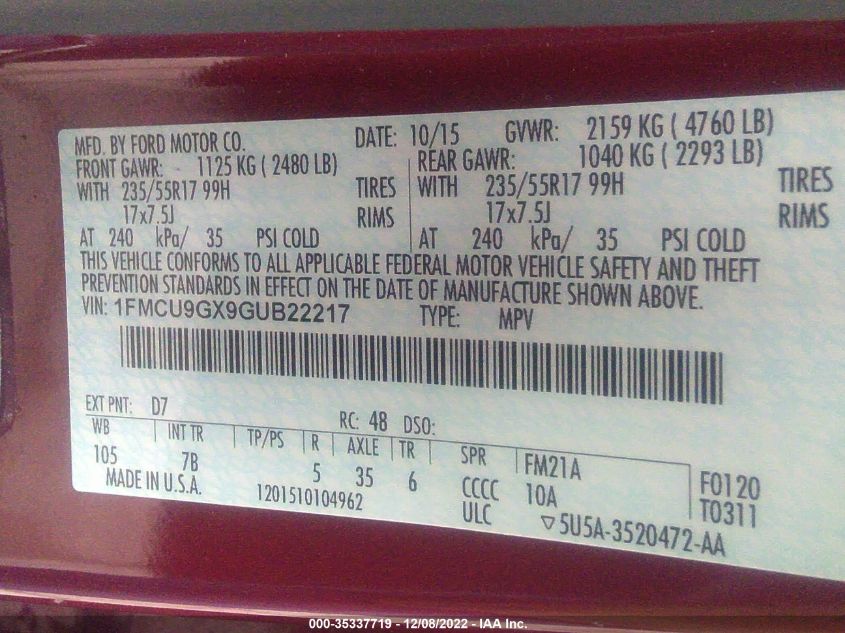 MFD. BY FORD MOTOR CO. DATE: 10/15 GVWR: 2159 KG ( 4760 LB)
FRONT GAWR: 1125 KG ( 2480 LB) REAR GAWR: 1040 KG ( 2293 LB)
WITH 235/55R17 99H TIRES WITH 235/55R17 99H TIRES
17x7.5J RIMS 17x7.5J RIMS
AT 240 kPa/ 35 PSI COLD AT 240 kPa/ 35 PSI COLD
THIS VEHICLE CONFORMS TO ALL APPLICABLE FEDERAL MOTOR VEHICLE SAFETY AND THEFT
PREVENTION STANDARDS IN EFFECT ON THE DATE OF MANUFACTURE SHOWN ABOVE.
VIN: 1FMCU9GX9GUB22217 TYPE: MPV
EXT PNT: D7 RC: 48 DSO:
WB INT TR TP/PS R AXLE TR SPR FM21A
105 7B 5 35 6 CCCC 10A F0120
MADE IN U.S.A. 1201510104962 ULC ▽5U5A-3520472-AA T0311
000-35337719 - 12/08/2022 - IAA Inc.